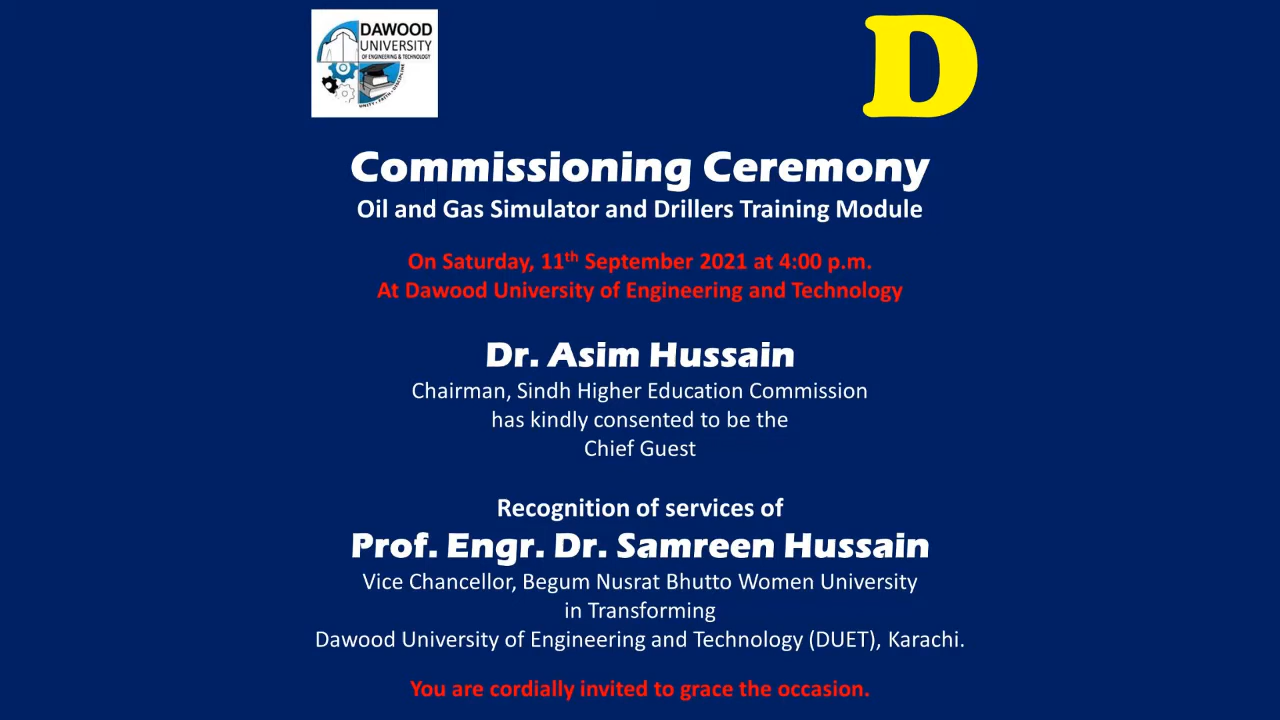 DAWOOD
UNIVERSITY
OF ENGINEERING & TECHNOLOGY
UNITY • FAITH • DISCIPLINE
D
Commissioning Ceremony
Oil and Gas Simulator and Drillers Training Module
On Saturday, 11th September 2021 at 4:00 p.m.
At Dawood University of Engineering and Technology
Dr. Asim Hussain
Chairman, Sindh Higher Education Commission
has kindly consented to be the
Chief Guest
Recognition of services of
Prof. Engr. Dr. Samreen Hussain
Vice Chancellor, Begum Nusrat Bhutto Women University
in Transforming
Dawood University of Engineering and Technology (DUET), Karachi.
You are cordially invited to grace the occasion.